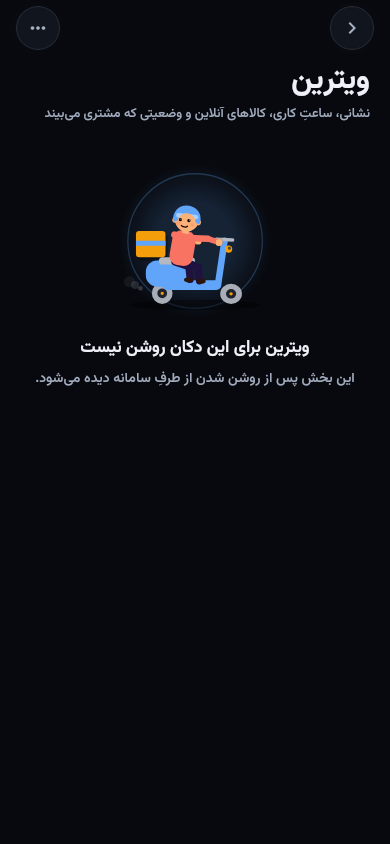 ویترین
نشانی، ساعتِ کاری، کالاهای آنلاین و وضعیتی که مشتری می‌بیند
ویترین برای این دکان روشن نیست
این بخش پس از روشن شدن از طرفِ سامانه دیده می‌شود.